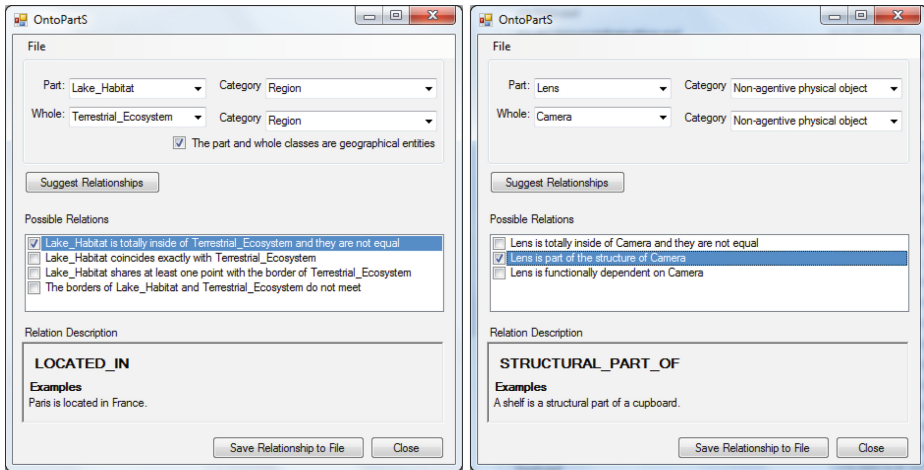 OntoPartS
File
Part: Lake_Habitat Category Region
Whole: Terrestrial_Ecosystem Category Region
The part and whole classes are geographical entities
Suggest Relationships
Possible Relations
Lake_Habitat is totally inside of Terrestrial_Ecosystem and they are not equal
Lake_Habitat coincides exactly with Terrestrial_Ecosystem
Lake_Habitat shares at least one point with the border of Terrestrial_Ecosystem
The borders of Lake_Habitat and Terrestrial_Ecosystem do not meet
Relation Description
LOCATED_IN
Examples
Paris is located in France.
Save Relationship to File Close
OntoPartS
File
Part: Lens Category Non-agentive physical object
Whole: Camera Category Non-agentive physical object
Suggest Relationships
Possible Relations
Lens is totally inside of Camera and they are not equal
Lens is part of the structure of Camera
Lens is functionally dependent on Camera
Relation Description
STRUCTURAL_PART_OF
Examples
A shelf is a structural part of a cupboard.
Save Relationship to File Close